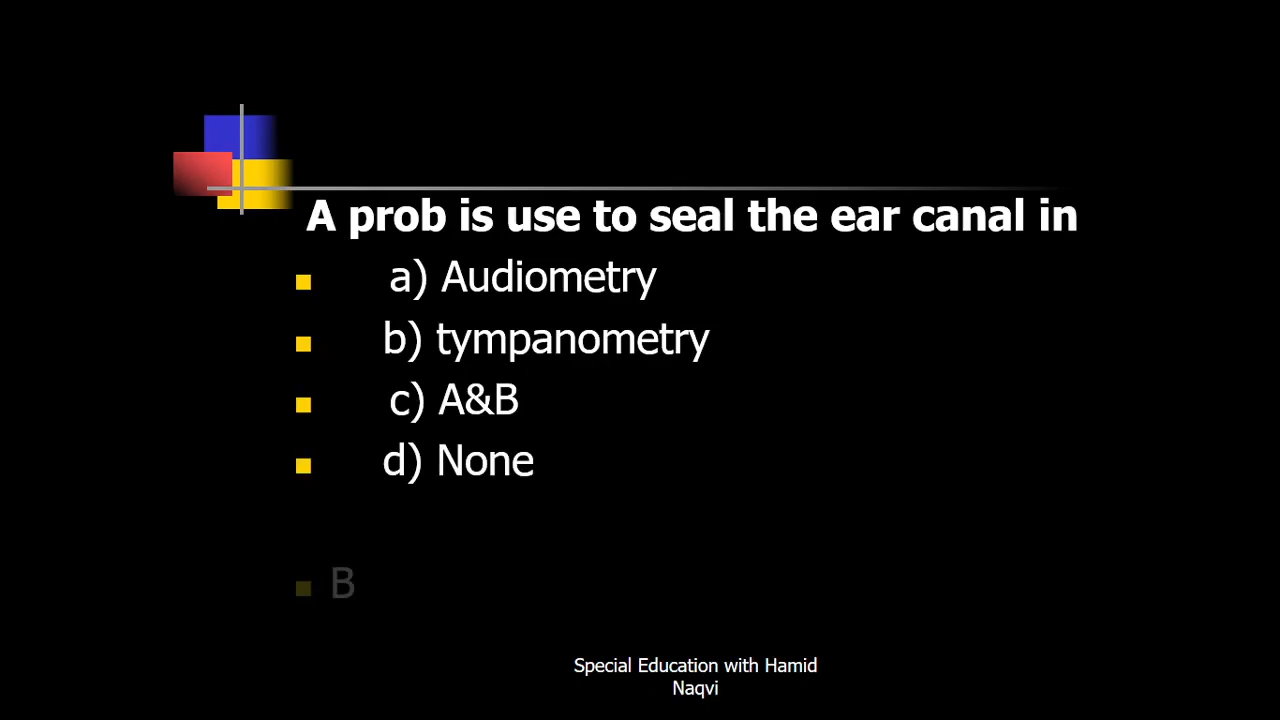 A prob is use to seal the ear canal in
a) Audiometry
b) tympanometry
c) A&B
d) None
B
Special Education with Hamid
Naqvi